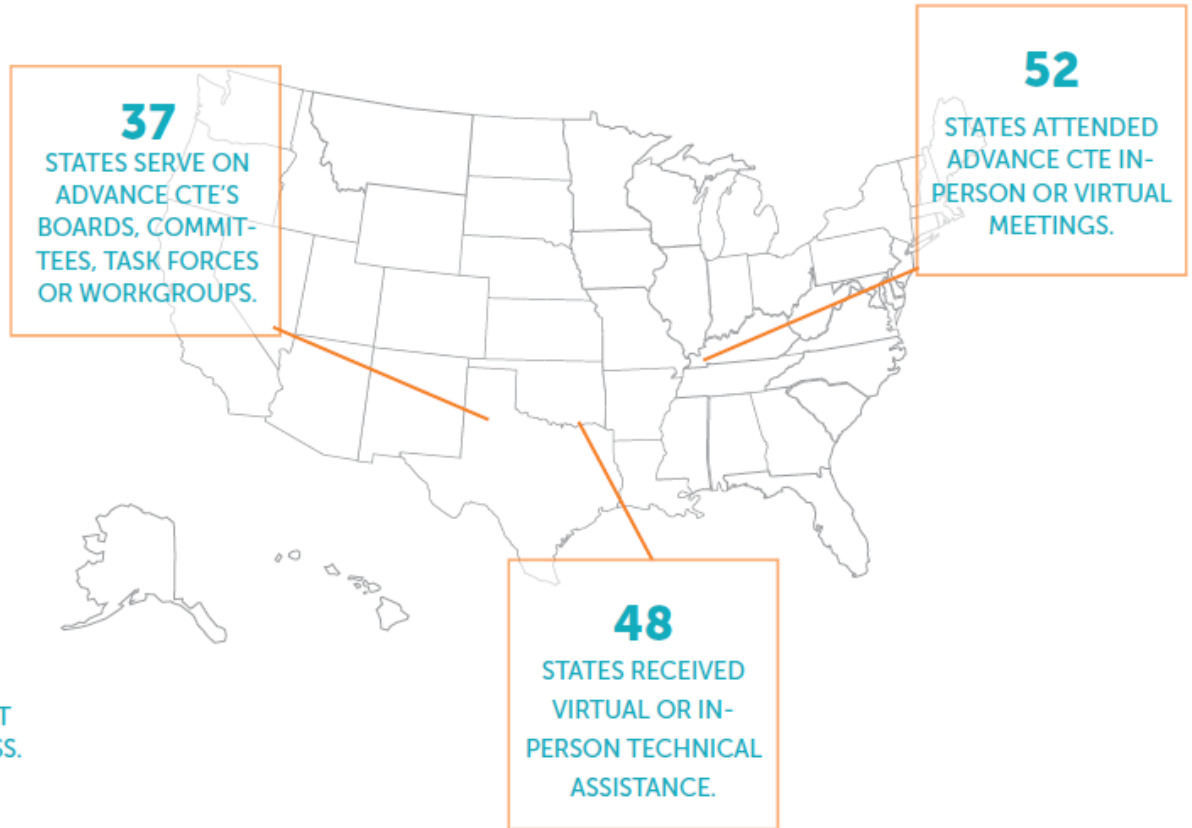 37
STATES SERVE ON
ADVANCE CTE'S
BOARDS, COMMIT-
TEES, TASK FORCES
OR WORKGROUPS.
52
STATES ATTENDED
ADVANCE CTE IN-
PERSON OR VIRTUAL
MEETINGS.
48
STATES RECEIVED
VIRTUAL OR IN-
PERSON TECHNICAL
ASSISTANCE.